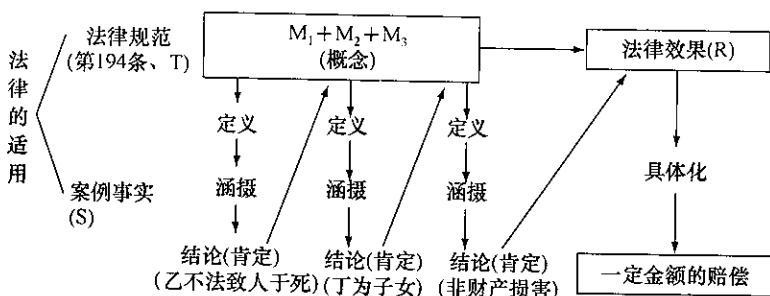 法律的适用
法律规范
(第194条、T)
M₁+M₂+M₃
(概念)
法律效果(R)
定义
定义
定义
涵摄
涵摄
涵摄
具体化
案例事实
(S)
结论(肯定)
(乙不法致人于死)
结论(肯定)
(丁为子女)
结论(肯定)
(非财产损害)
一定金额的赔偿